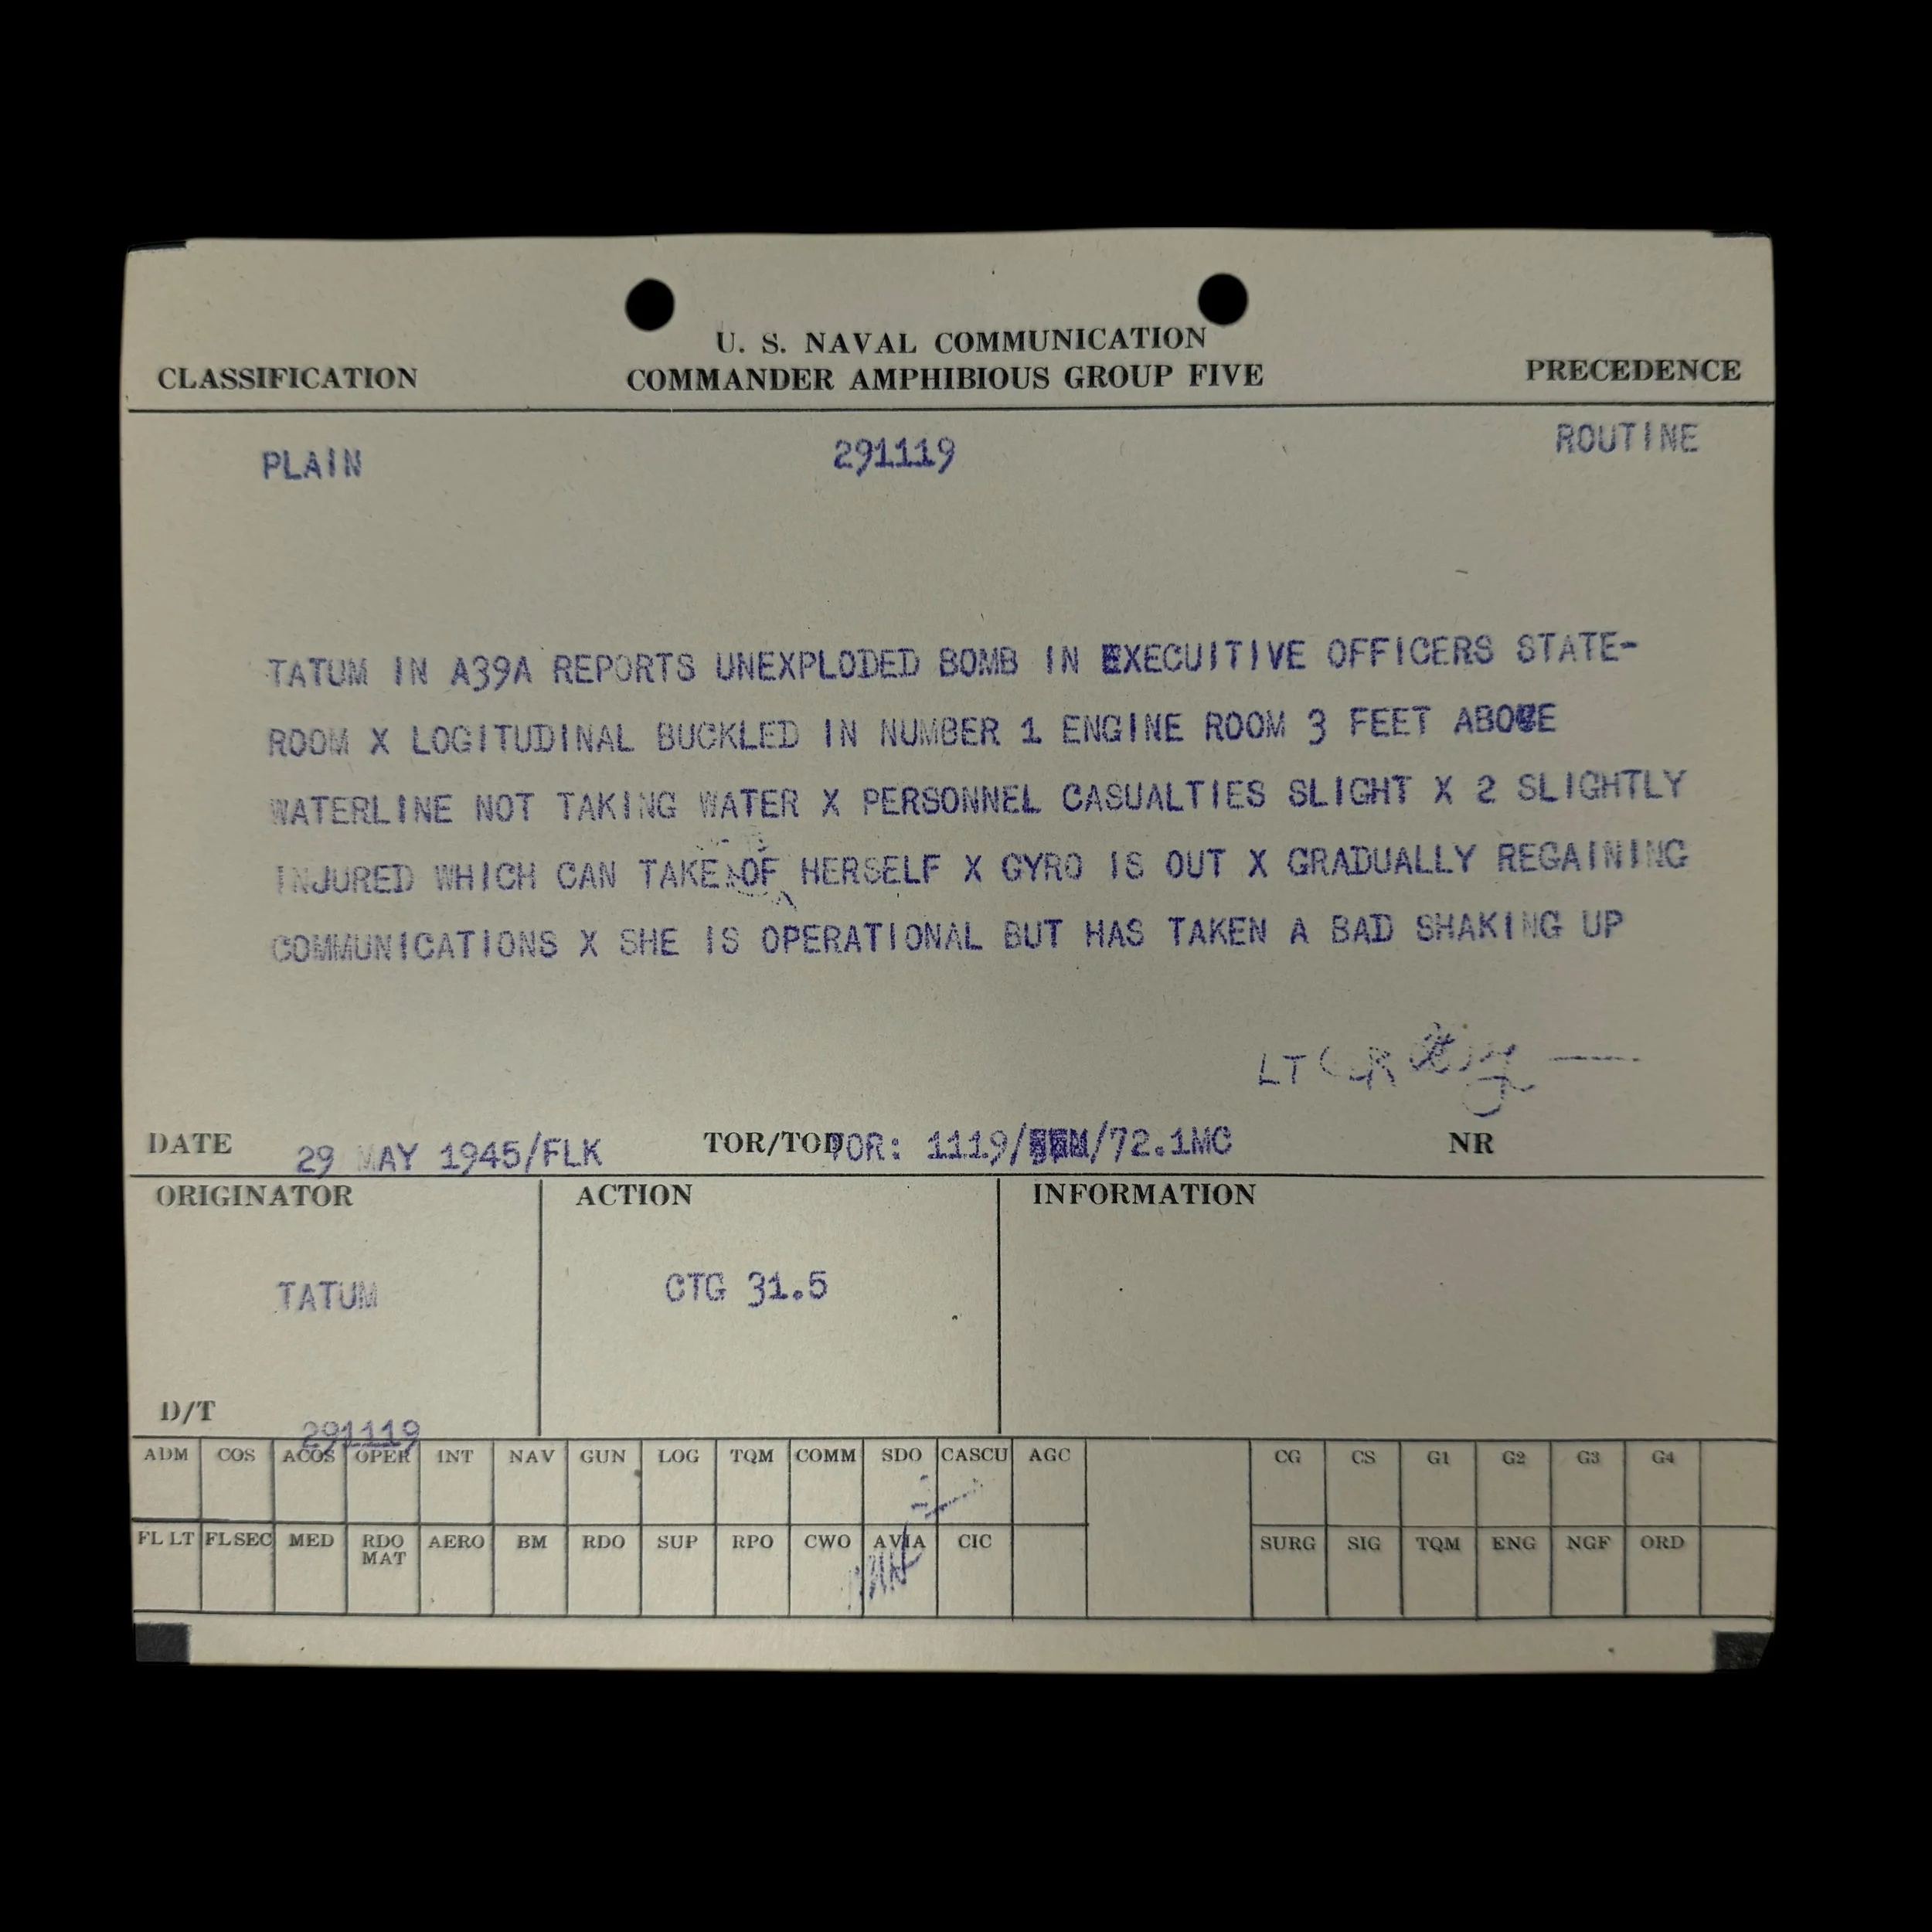 U. S. NAVAL COMMUNICATION
CLASSIFICATION COMMANDER AMPHIBIOUS GROUP FIVE PRECEDENCE
PLAIN 291119 ROUTINE
TATUM IN A39A REPORTS UNEXPLODED BOMB IN EXECUITIVE OFFICERS STATE-
ROOM X LOGITUDINAL BUCKLED IN NUMBER 1 ENGINE ROOM 3 FEET ABOVE
WATERLINE NOT TAKING WATER X PERSONNEL CASUALTIES SLIGHT X 2 SLIGHTLY
INJURED WHICH CAN TAKE OF HERSELF X GYRO IS OUT X GRADUALLY REGAINING
COMMUNICATIONS X SHE IS OPERATIONAL BUT HAS TAKEN A BAD SHAKING UP
LT
DATE 29 MAY 1945/FLK TOR/TOD TOR: 1119/ /72.1MC NR
ORIGINATOR ACTION INFORMATION
TATUM CTG 31.5
D/T 291119
ADM COS ACOS OPER INT NAV GUN LOG TQM COMM SDO CASCU AGC CG CS G1 G2 G3 G4
FL LT FLSEC MED RDO MAT AERO BM RDO SUP RPO CWO AVIA CIC SURG SIG TQM ENG NGF ORD